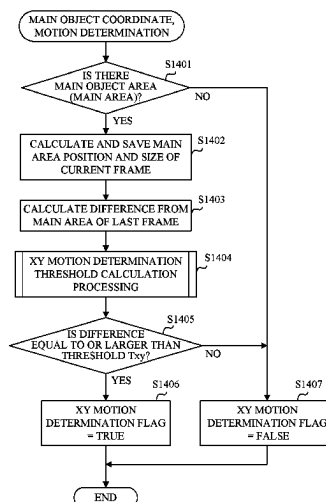 MAIN OBJECT COORDINATE,
MOTION DETERMINATION
S1401
IS THERE
MAIN OBJECT AREA
(MAIN AREA)?
NO
YES
S1402
CALCULATE AND SAVE MAIN
AREA POSITION AND SIZE OF
CURRENT FRAME
S1403
CALCULATE DIFFERENCE FROM
MAIN AREA OF LAST FRAME
S1404
XY MOTION DETERMINATION
THRESHOLD CALCULATION
PROCESSING
S1405
IS DIFFERENCE
EQUAL TO OR LARGER THAN
THRESHOLD Txy?
NO
YES
S1406
XY MOTION
DETERMINATION FLAG
= TRUE
S1407
XY MOTION
DETERMINATION FLAG
= FALSE
END